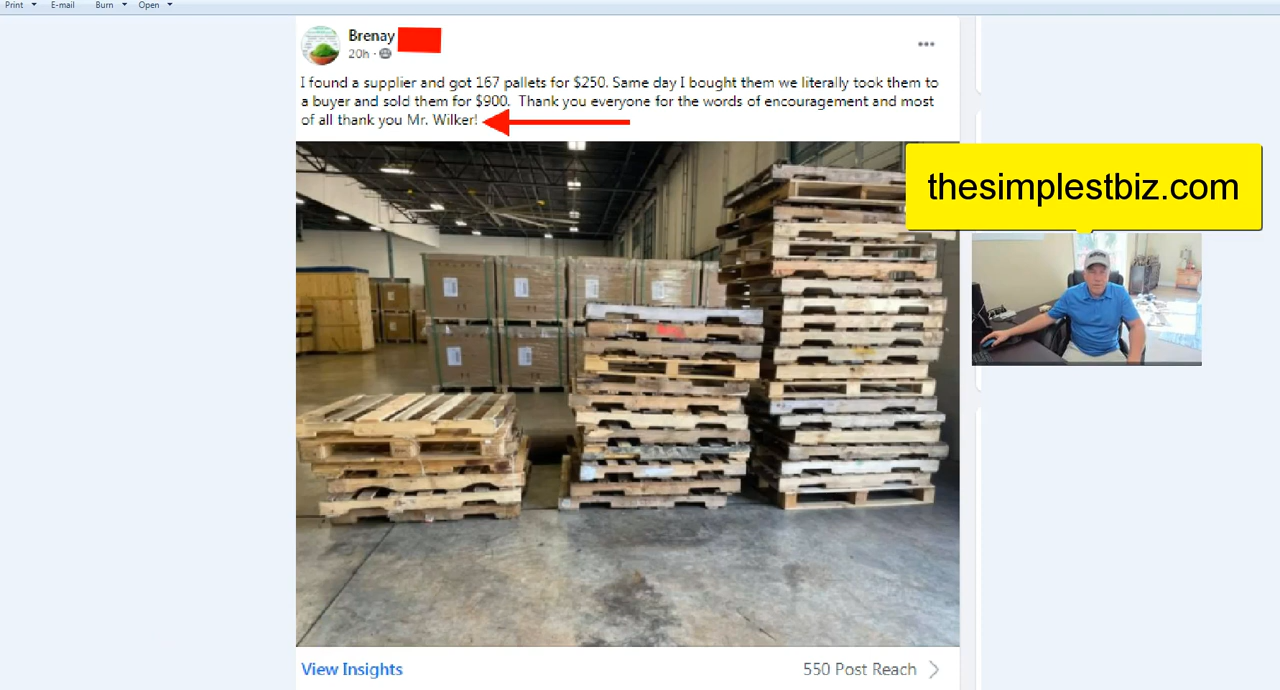 Print E-mail Burn Open
Brenay
20h ·
I found a supplier and got 167 pallets for $250. Same day I bought them we literally took them to
a buyer and sold them for $900. Thank you everyone for the words of encouragement and most
of all thank you Mr. Wilker!
thesimplestbiz.com
View Insights
550 Post Reach